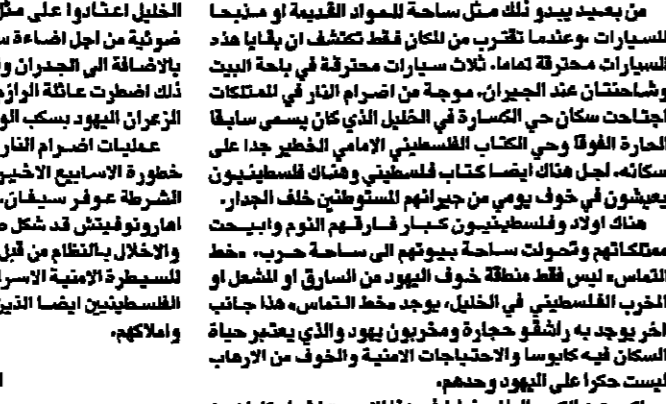 من بعيد يبدو ذلك مثل ساحة للمواد القديمة او مذبحا
للسيارات ،وعندما تقترب من المكان فقط تكتشف ان بقايا هذه
السيارات محترقة تماما. ثلاث سيارات محترقة في باحة البيت
وشاحنتان عند الجيران. موجة من اضرام النار في الممتلكات
اجتاحت سكان حي الكسارة في الخليل الذي كان يسمى سابقا
الحارة الفوقا وحي الكتاب الفلسطيني الإمامي الخطير جدا على
سكانه. اجل هناك ايضا كتاب فلسطيني وهناك فلسطينيون
يعيشون في خوف يومي من جيرانهم المستوطنين خلف الجدار.
هناك اولاد وفلسطينيون كبار فارقهم النوم وابيحت
ممتلكاتهم وتحولت ساحة بيوتهم الى ساحة حرب. «خط
التماس» ليس فقط منطقة خوف اليهود من السارق او المشعل او
المخرب الفلسطيني في الخليل، يوجد «خط التماس» هذا جانب
اخر يوجد به راشقو حجارة ومخربون يهود والذي يعتبر حياة
السكان فيه كابوسا والاحتياجات الامنية والخوف من الارهاب
ليست حكرا على اليهود وحدهم.
الخليل اعتادوا على مثل
ضوئية من اجل اضاءة
بالاضافة الى الجدران
ذلك اضطرت عائلة
الزعران اليهود بسكب
عمليات اضرام النار
خطورة الاسابيع
الشرطة عوفر سيفان.
اهارونوفيتش قد شكل
والاخلال بالنظام من قبل
للسيطرة الامنية
الفلسطينيين ايضا
واملاكهم.